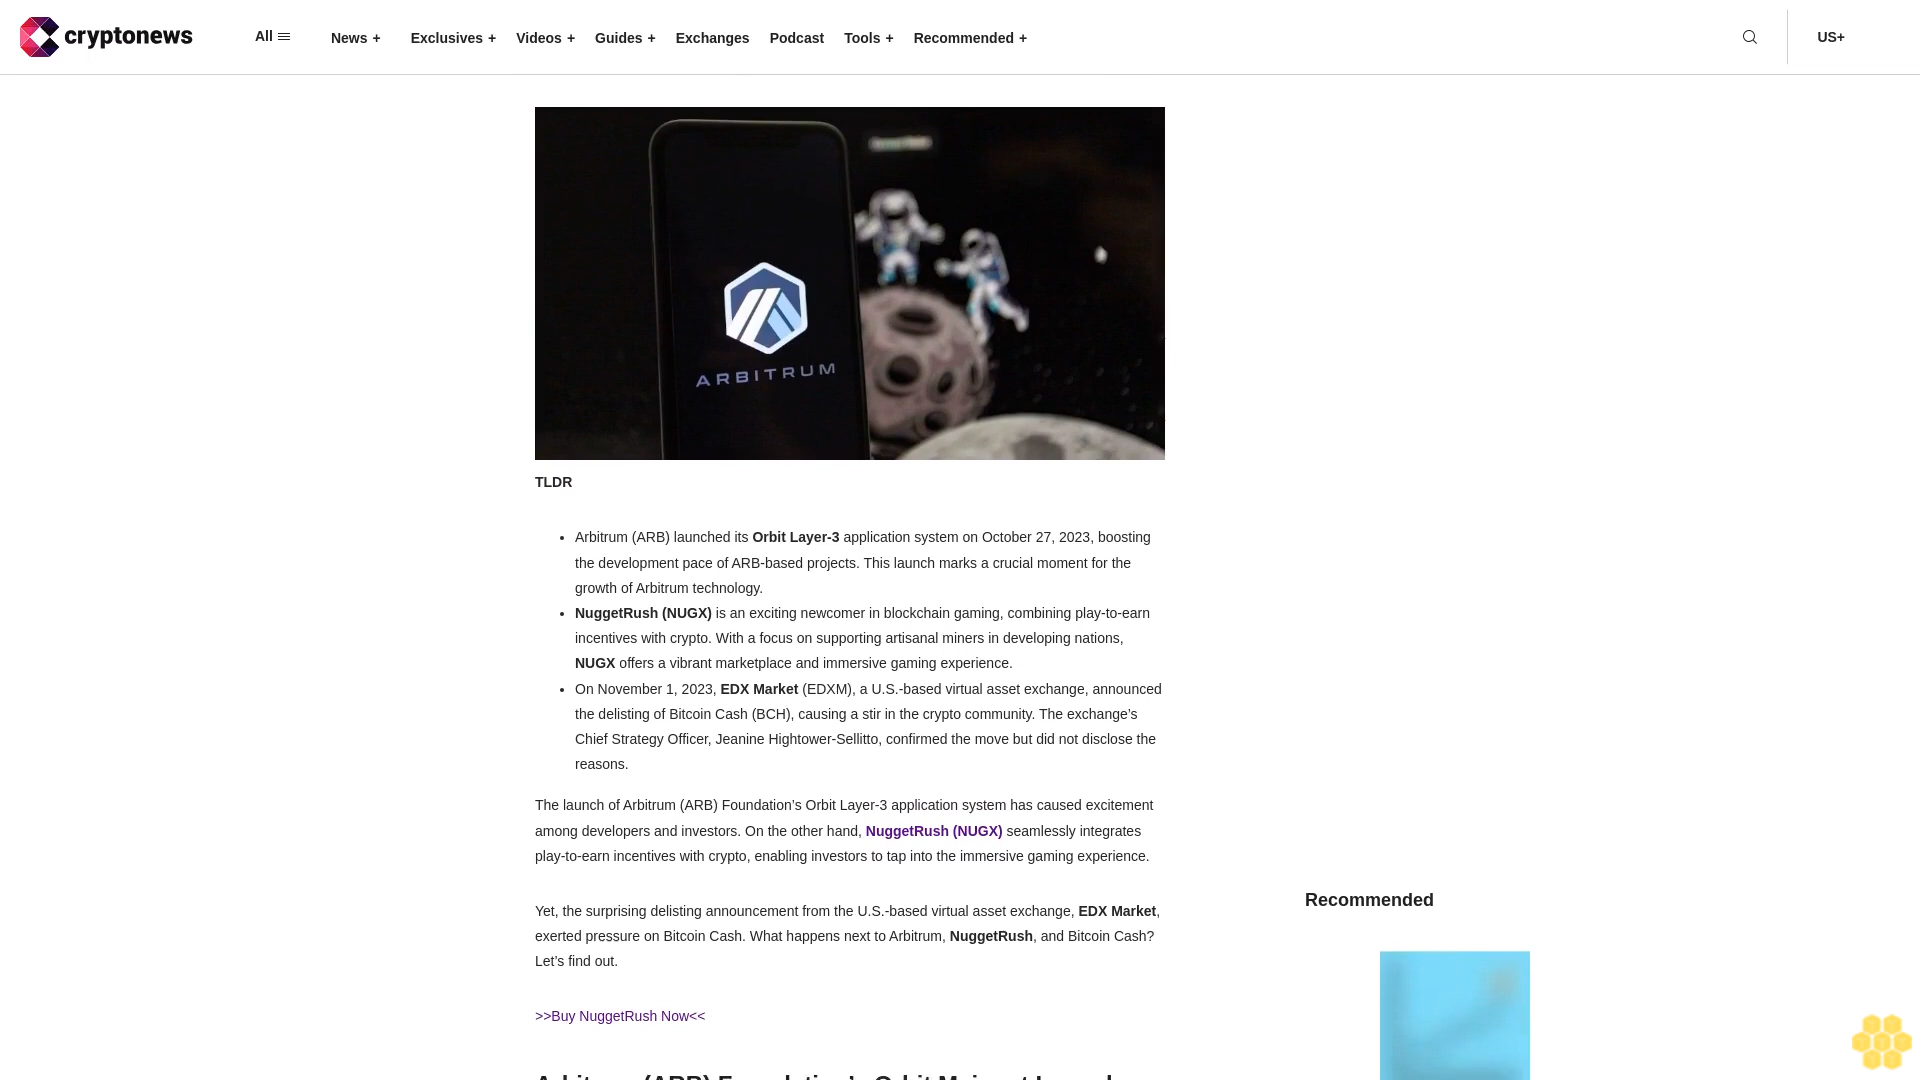 cryptonews
All
News +
Exclusives +
Videos +
Guides +
Exchanges
Podcast
Tools +
Recommended +
US+
ARBITRUM
TLDR
• Arbitrum (ARB) launched its Orbit Layer-3 application system on October 27, 2023, boosting
the development pace of ARB-based projects. This launch marks a crucial moment for the
growth of Arbitrum technology.
• NuggetRush (NUGX) is an exciting newcomer in blockchain gaming, combining play-to-earn
incentives with crypto. With a focus on supporting artisanal miners in developing nations,
NUGX offers a vibrant marketplace and immersive gaming experience.
• On November 1, 2023, EDX Market (EDXM), a U.S.-based virtual asset exchange, announced
the delisting of Bitcoin Cash (BCH), causing a stir in the crypto community. The exchange’s
Chief Strategy Officer, Jeanine Hightower-Sellitto, confirmed the move but did not disclose the
reasons.
The launch of Arbitrum (ARB) Foundation’s Orbit Layer-3 application system has caused excitement
among developers and investors. On the other hand, NuggetRush (NUGX) seamlessly integrates
play-to-earn incentives with crypto, enabling investors to tap into the immersive gaming experience.
Yet, the surprising delisting announcement from the U.S.-based virtual asset exchange, EDX Market,
exerted pressure on Bitcoin Cash. What happens next to Arbitrum, NuggetRush, and Bitcoin Cash?
Let’s find out.
>>Buy NuggetRush Now<<
Arbitrum (ARB) Foundation’s Orbit Mainnet Launch
Recommended